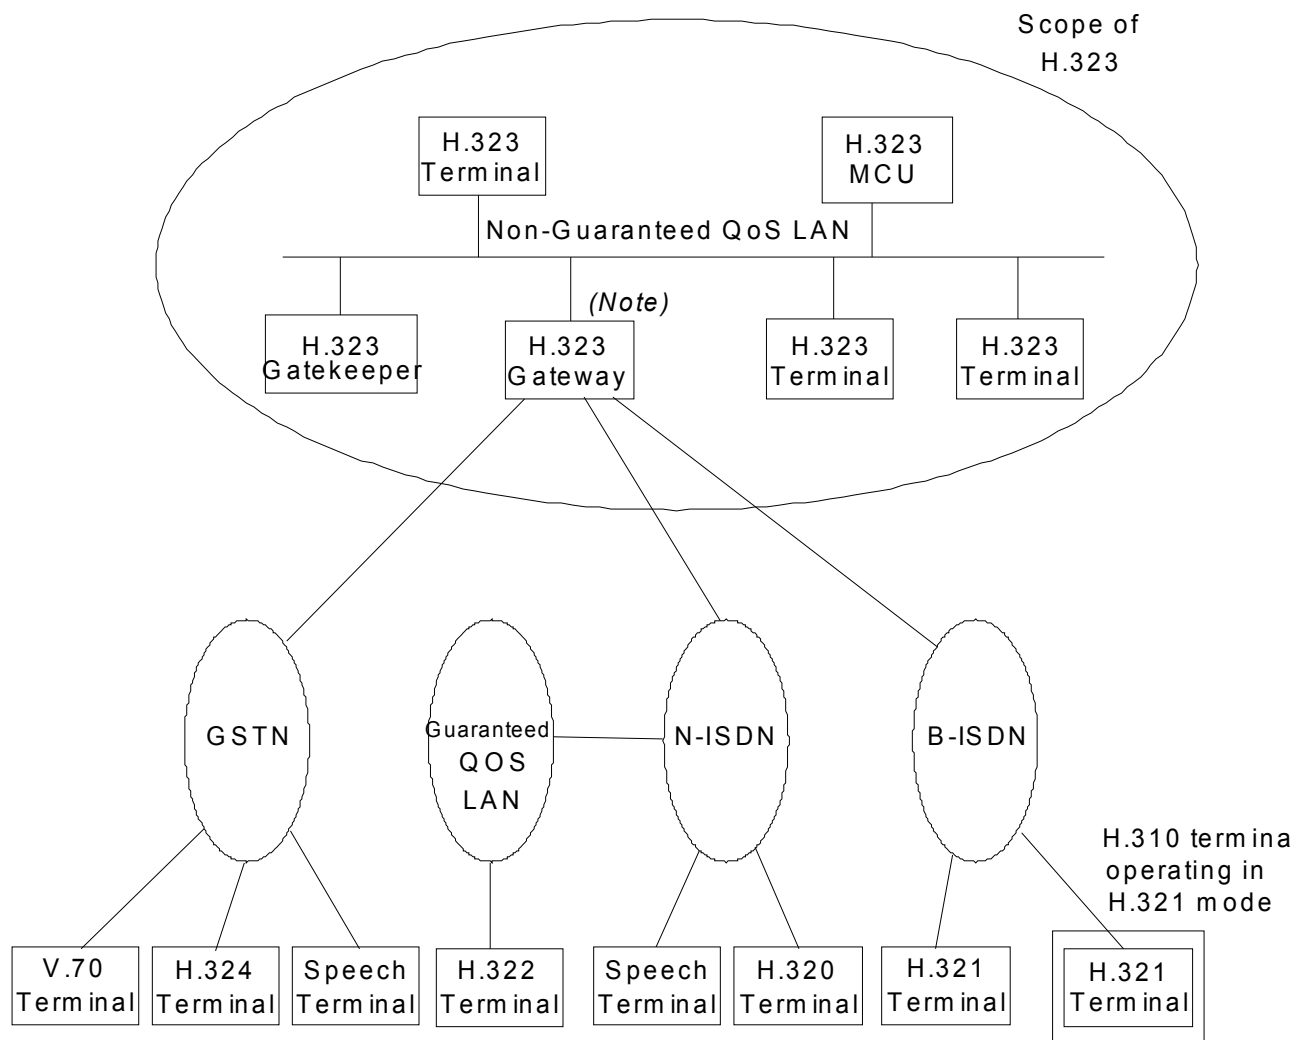 Scope of
H.323
H.323
Terminal
H.323
MCU
Non-Guaranteed QoS LAN
(Note)
H.323
Gatekeeper
H.323
Gateway
H.323
Terminal
H.323
Terminal
GSTN
Guaranteed
QOS
LAN
N-ISDN
B-ISDN
H.310 termina
operating in
H.321 mode
V.70
Terminal
H.324
Terminal
Speech
Terminal
H.322
Terminal
Speech
Terminal
H.320
Terminal
H.321
Terminal
H.321
Terminal